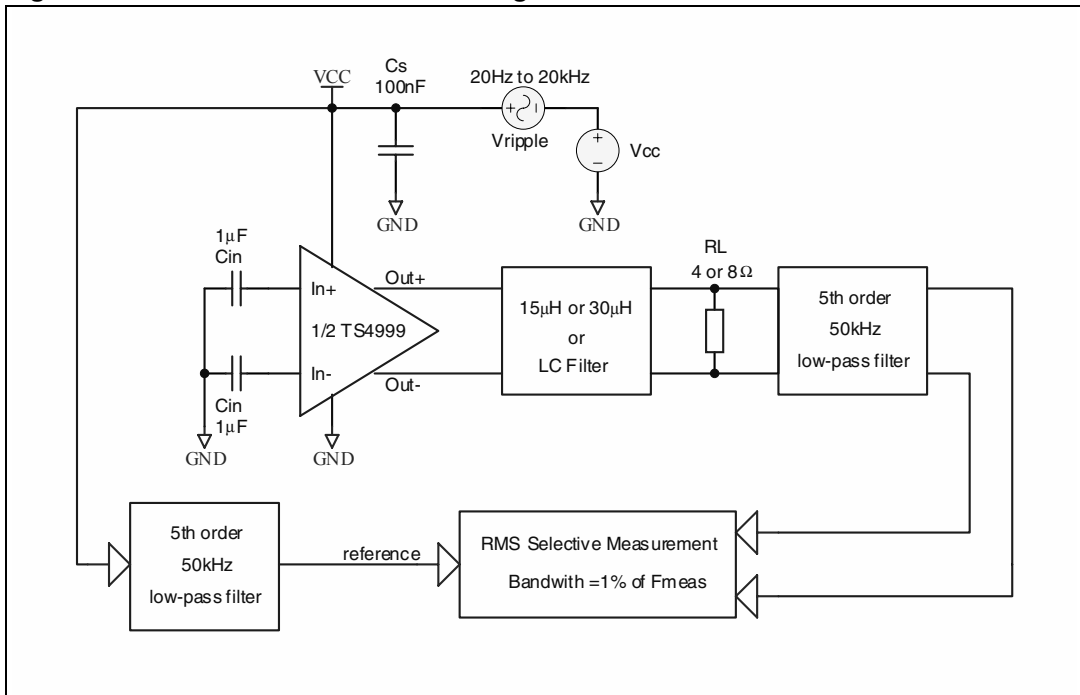 VCC
Cs
100nF
20Hz to 20kHz
+
Vripple
+
-
Vcc
GND
GND
1µF
Cin
In+
1/2 TS4999
In-
Out+
Out-
Cin
1µF
GND
GND
15µH or 30µH
or
LC Filter
RL
4 or 8Ω
5th order
50kHz
low-pass filter
5th order
50kHz
low-pass filter
reference
RMS Selective Measurement
Bandwith =1% of Fmeas